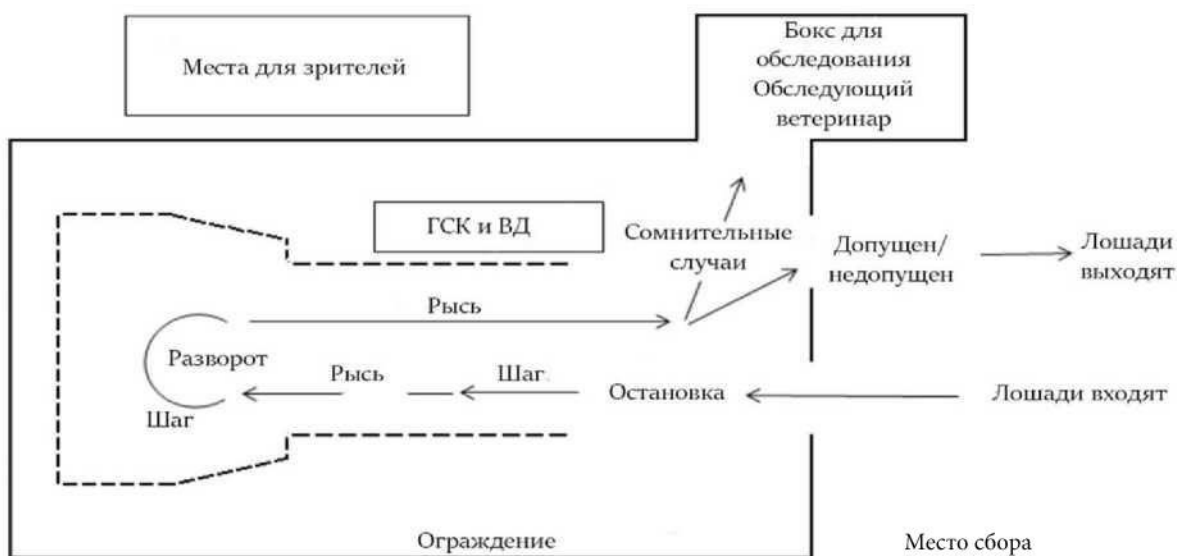 Места для зрителей
Бокс для
обследования
Обследующий
ветеринар
ГСК и ВД
Сомнительные
случаи
Допущен/
недопущен
Лошади
выходят
Рысь
Разворот
Рысь
Шаг
Остановка
Лошади входят
Шаг
Ограждение
Место сбора